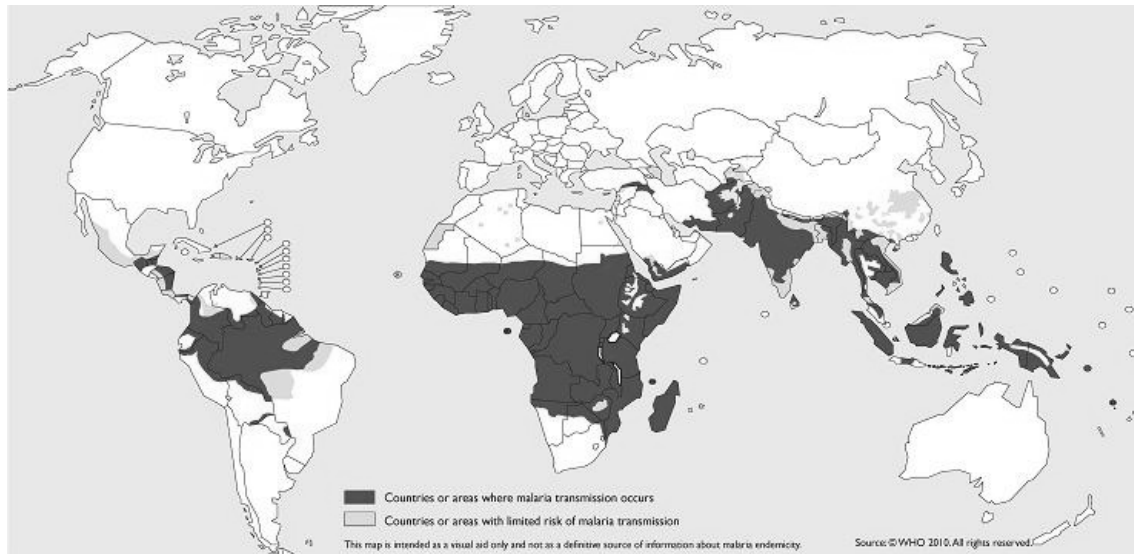 Countries or areas where malaria transmission occurs
Countries or areas with limited risk of malaria transmission
This map is intended as a visual aid only and not as a definitive source of information about malaria endemicity.
Source: © WHO 2010. All rights reserved.